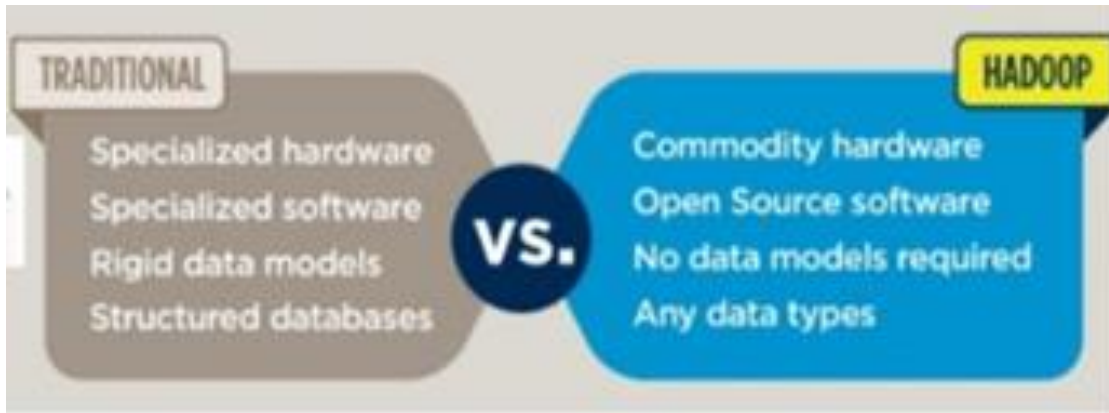 TRADITIONAL
Specialized hardware
Specialized software
Rigid data models
Structured databases
VS.
HADOOP
Commodity hardware
Open Source software
No data models required
Any data types